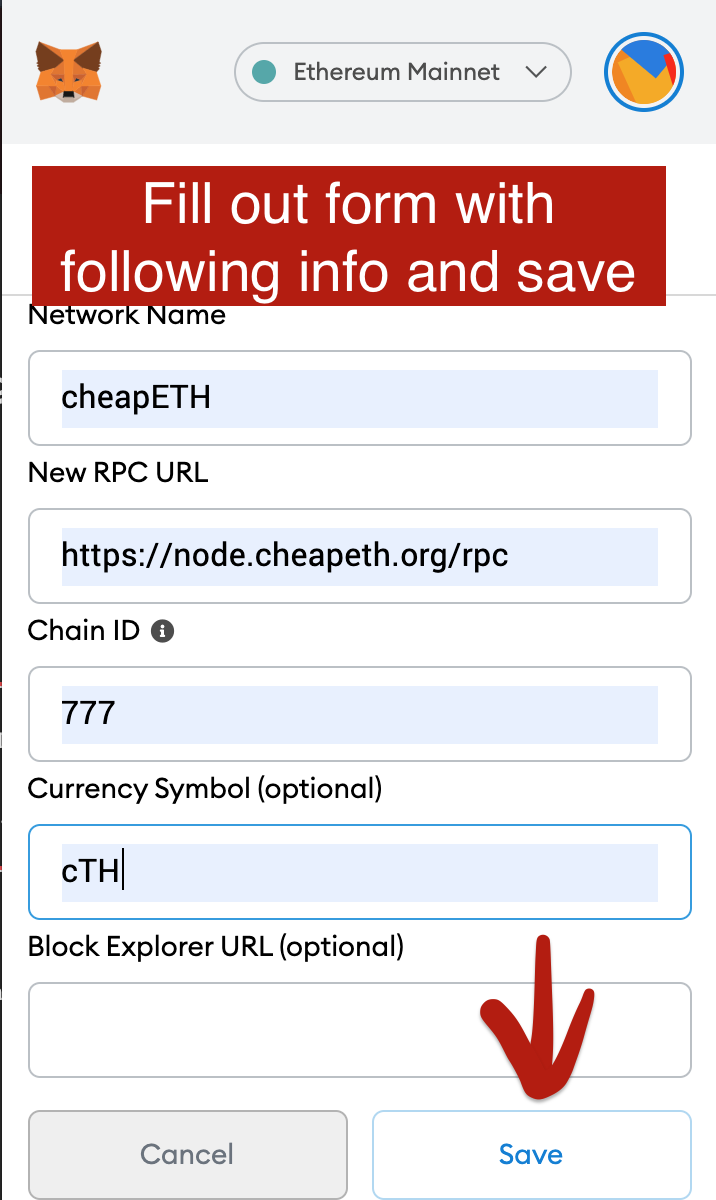 Ethereum Mainnet
Fill out form with
following info and save
Network Name
cheapETH
New RPC URL
https://node.cheapeth.org/rpc
Chain ID
777
Currency Symbol (optional)
cTH
Block Explorer URL (optional)
Cancel
Save